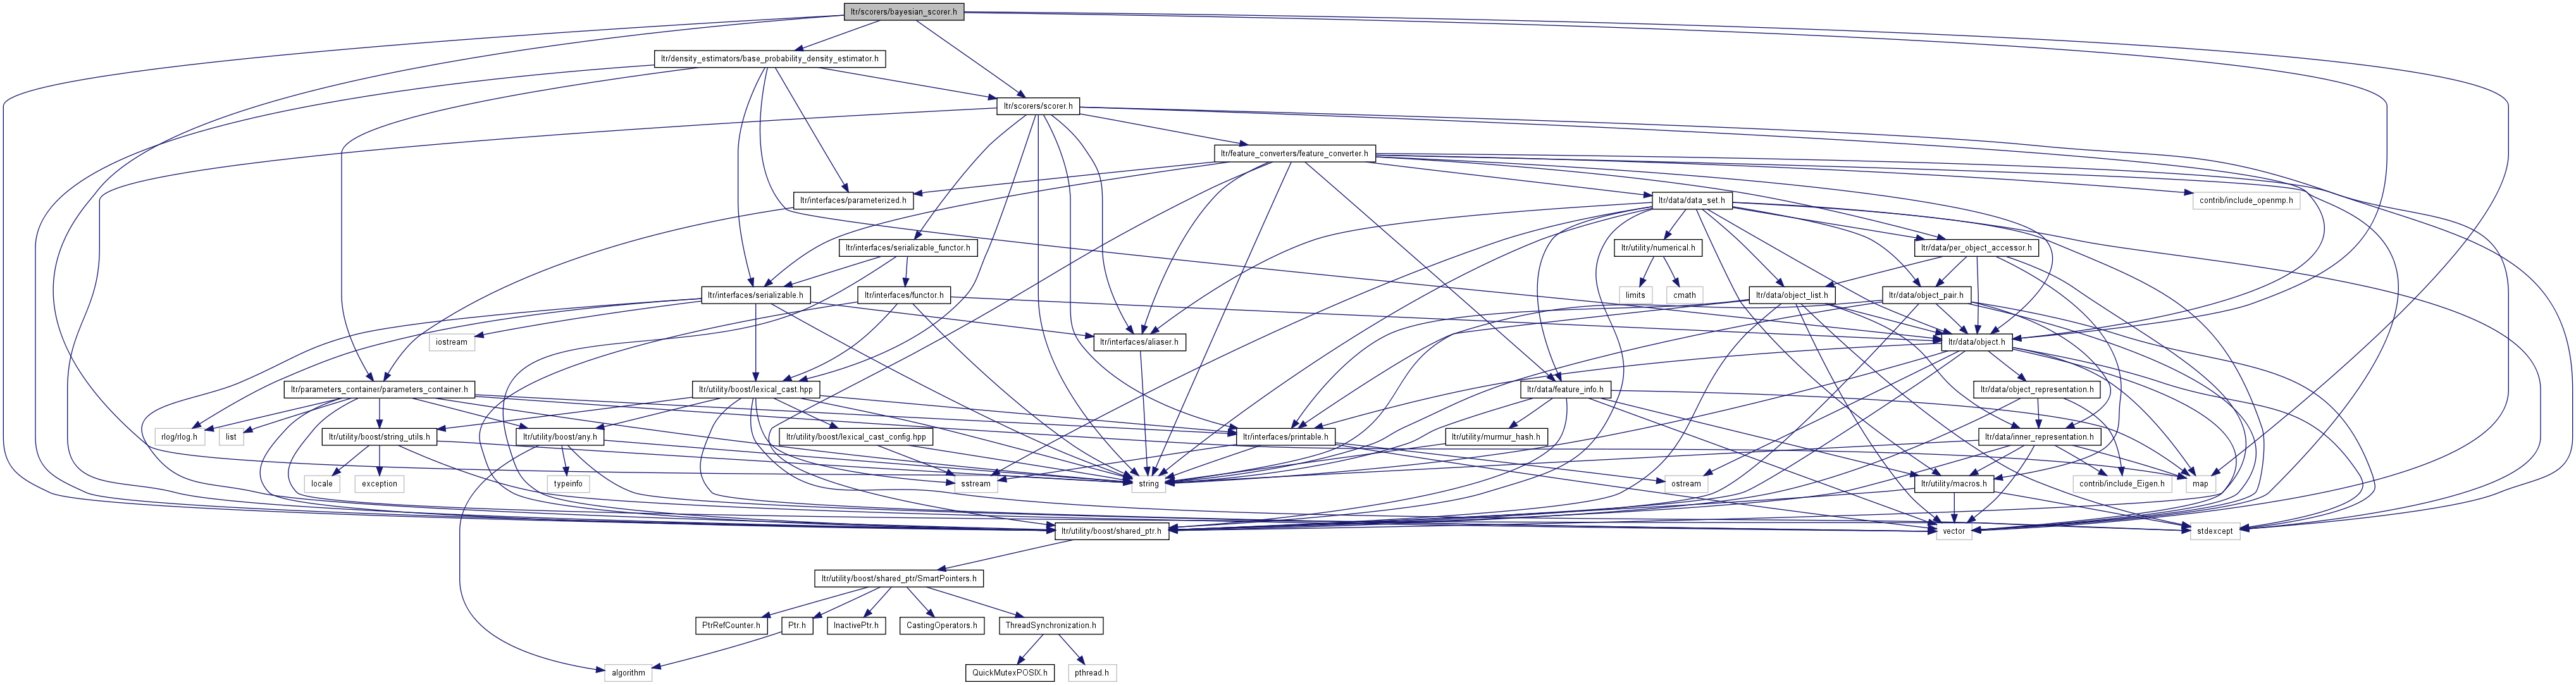 ltr/scorers/bayesian_scorer.h
ltr/density_estimators/base_probability_density_estimator.h
ltr/scorers/scorer.h
ltr/feature_converters/feature_converter.h
ltr/interfaces/parameterized.h
ltr/data/data_set.h
contrib/include_openmp.h
ltr/interfaces/serializable_functor.h
ltr/utility/numerical.h
ltr/data/per_object_accessor.h
ltr/interfaces/serializable.h
ltr/interfaces/functor.h
limits
cmath
ltr/data/object_list.h
ltr/data/object_pair.h
iostream
ltr/interfaces/aliaser.h
ltr/data/object.h
ltr/parameters_container/parameters_container.h
ltr/utility/boost/lexical_cast.hpp
ltr/data/feature_info.h
ltr/data/object_representation.h
rlog/rlog.h
list
ltr/utility/boost/string_utils.h
ltr/utility/boost/any.h
ltr/utility/boost/lexical_cast_config.hpp
ltr/interfaces/printable.h
ltr/utility/murmur_hash.h
ltr/data/inner_representation.h
locale
exception
typeinfo
sstream
string
ostream
ltr/utility/macros.h
contrib/include_Eigen.h
map
ltr/utility/boost/shared_ptr.h
vector
stdexcept
ltr/utility/boost/shared_ptr/SmartPointers.h
PtrRefCounter.h
Ptr.h
InactivePtr.h
CastingOperators.h
ThreadSynchronization.h
algorithm
QuickMutexPOSIX.h
pthread.h